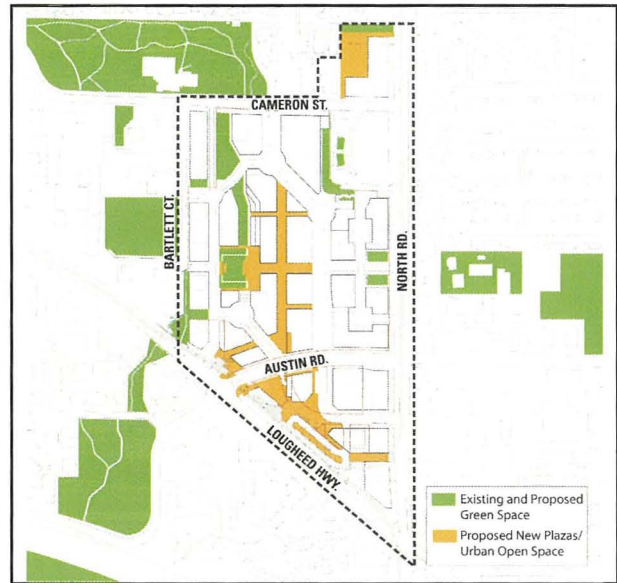 CAMERON ST.
BARTLETT CT.
NORTH RD.
AUSTIN RD.
LOUGHEED HWY.
Existing and Proposed
Green Space
Proposed New Plazas/
Urban Open Space